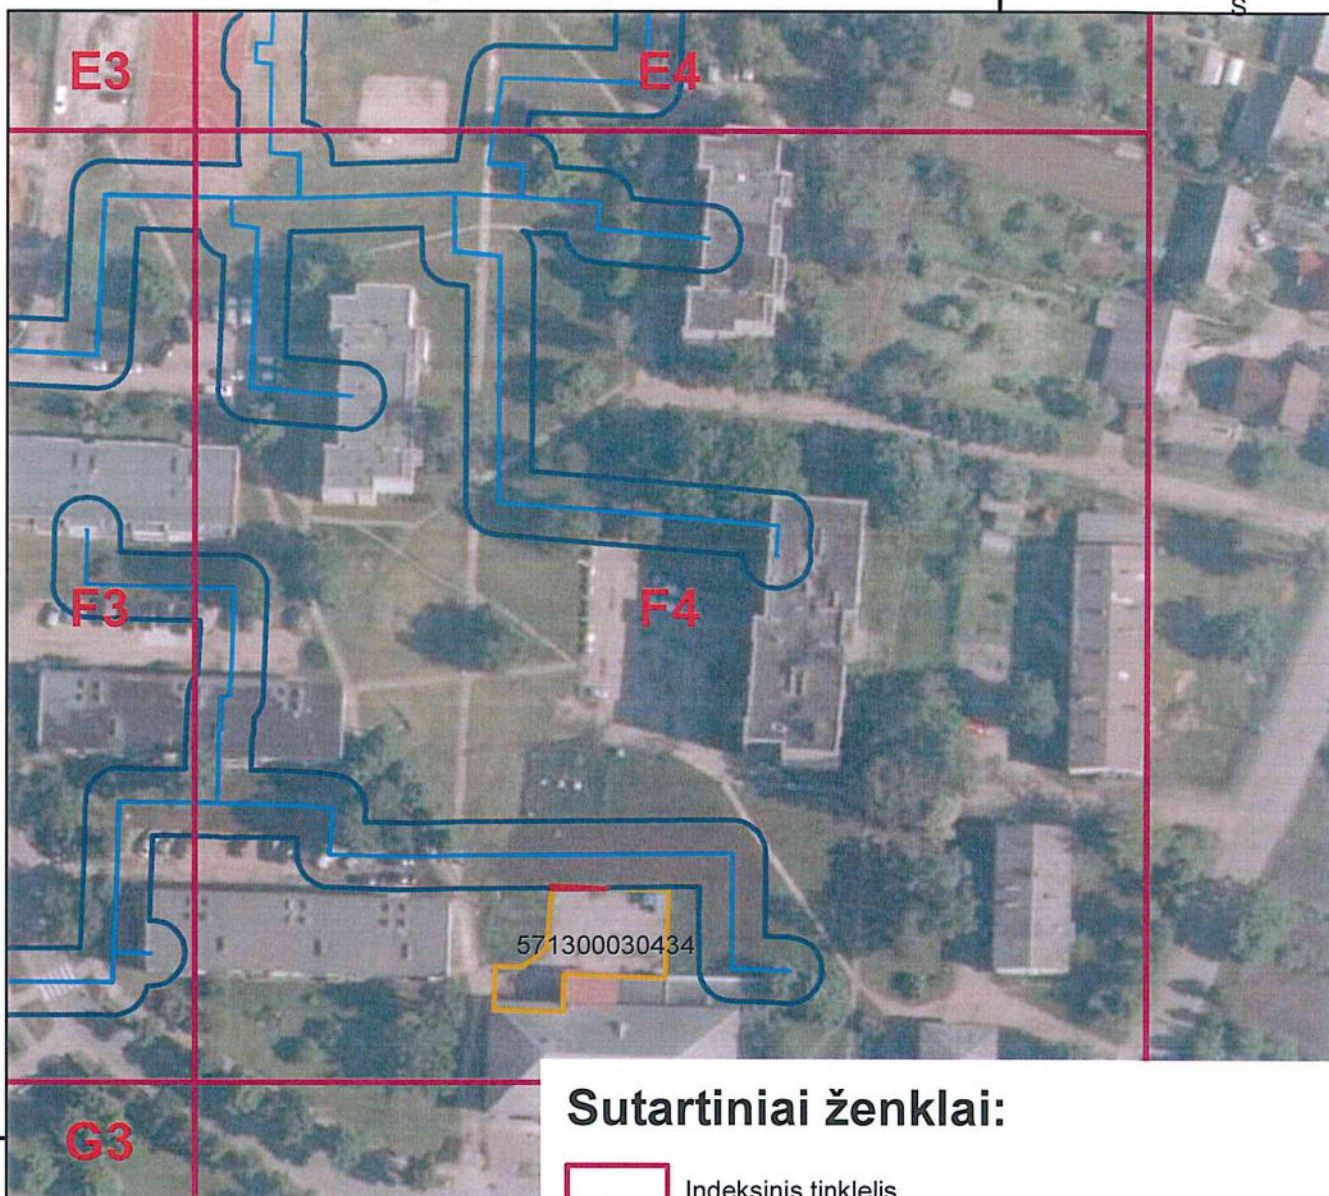 S
E3
E4
F3
F4
571300030434
G3
Sutartiniai ženklai:
Indeksinis tinklelis